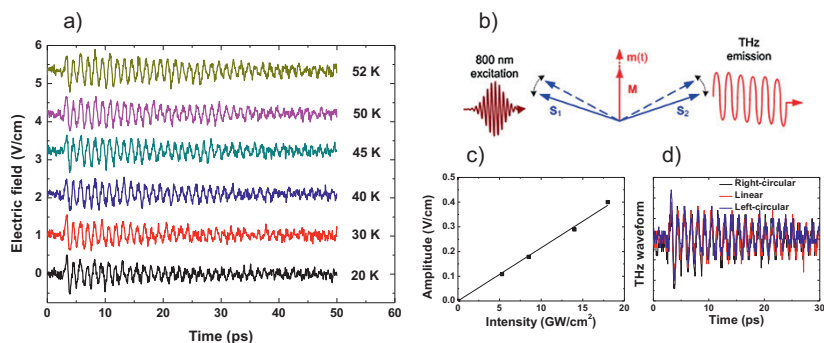 a)
Electric field (V/cm)
6
5
4
3
2
1
0
52 K
50 K
45 K
40 K
30 K
20 K
0 10 20 30 40 50 60
Time (ps)
b)
800 nm
excitation
m(t)
M
S1
S2
THz
emission
c)
Amplitude (V/cm)
0.5
0.4
0.3
0.2
0.1
0.0
0 5 10 15 20
Intensity (GW/cm²)
d)
THz waveform
Right-circular
Linear
Left-circular
0 10 20 30
Time (ps)